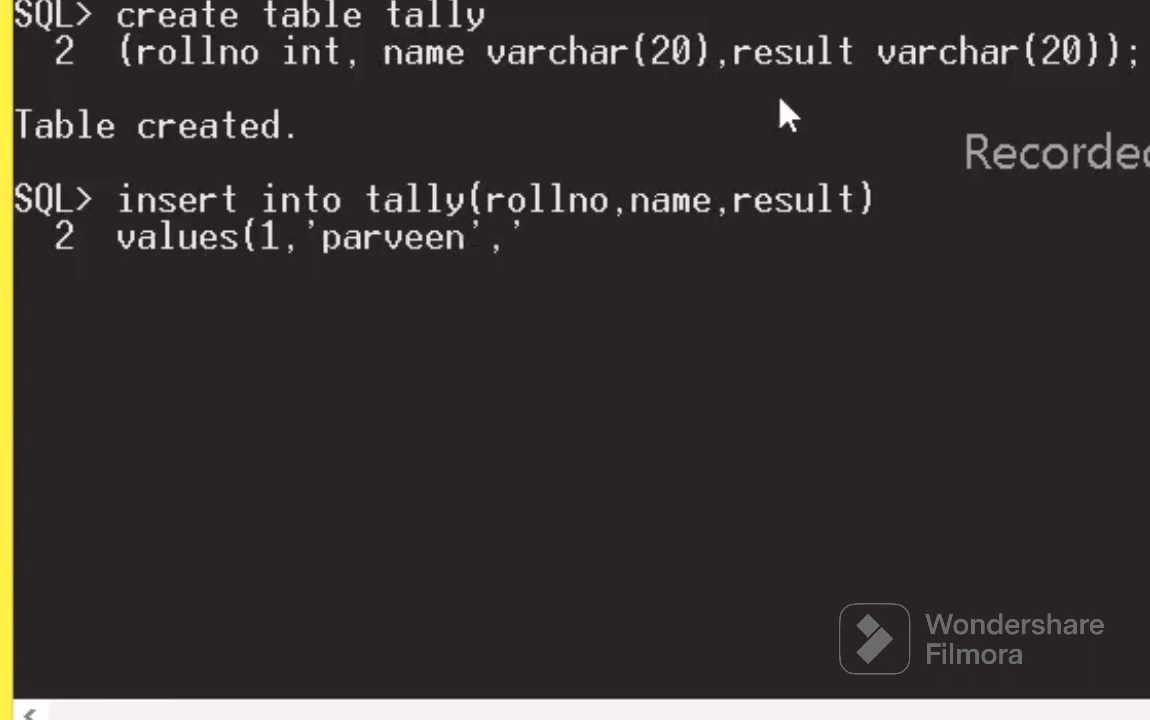 SQL> create table tally
2 (rollno int, name varchar(20),result varchar(20));
Table created.
Recorded
SQL> insert into tally(rollno,name,result)
2 values(1,'parveen','
Wondershare
Filmora